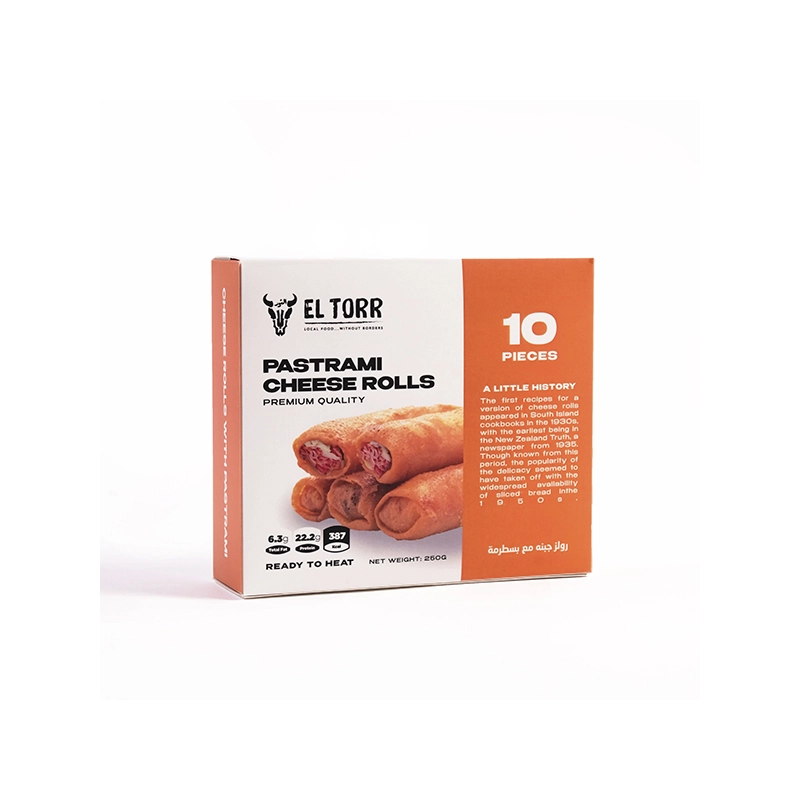 CHEESE ROLLS WITH PASTRAMI
EL TORR
LOCAL FOOD... WITHOUT BORDERS
PASTRAMI
CHEESE ROLLS
PREMIUM QUALITY
6.3g
Total Fat
22.2g
Protein
387
Kcal
READY TO HEAT
NET WEIGHT: 250G
10
PIECES
A LITTLE HISTORY
The first recipes for a
version of cheese rolls
appeared in South Island
cookbooks in the 1930s,
with the earliest being in
the New Zealand Truth, a
newspaper from 1935.
Though known from this
period, the popularity of
the delicacy seemed to
have taken off with the
widespread availability
of sliced bread inthe
1950s.
رولز جبنه مع بسطرمة